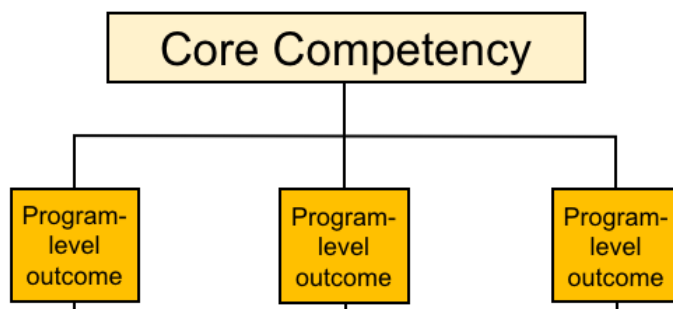 Core Competency
Program-
level
outcome
Program-
level
outcome
Program-
level
outcome